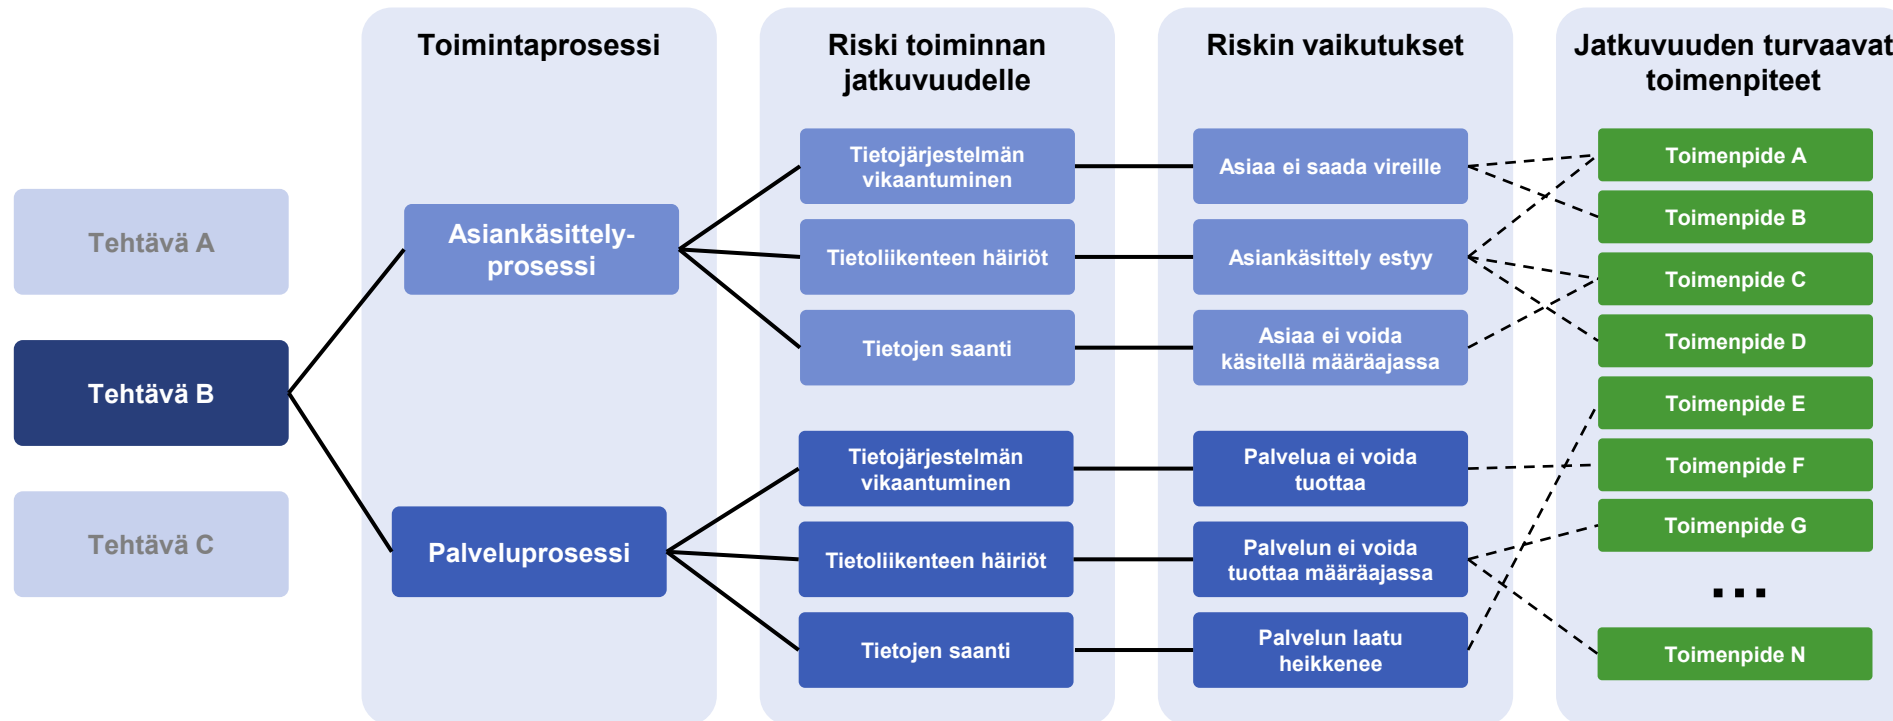 Toimintaprosessi
Riski toiminnan
jatkuvuudelle
Riskin vaikutukset
Jatkuvuuden turvaavat
toimenpiteet
Tehtävä A
Tehtävä B
Tehtävä C
Asiankäsittely-
prosessi
Palveluprosessi
Tietojärjestelmän
vikaantuminen
Tietoliikenteen häiriöt
Tietojen saanti
Tietojärjestelmän
vikaantuminen
Tietoliikenteen häiriöt
Tietojen saanti
Asiaa ei saada vireille
Asiankäsittely estyy
Asiaa ei voida
käsitellä määräajassa
Palvelua ei voida
tuottaa
Palvelun ei voida
tuottaa määräajassa
Palvelun laatu
heikkenee
Toimenpide A
Toimenpide B
Toimenpide C
Toimenpide D
Toimenpide E
Toimenpide F
Toimenpide G
...
Toimenpide N